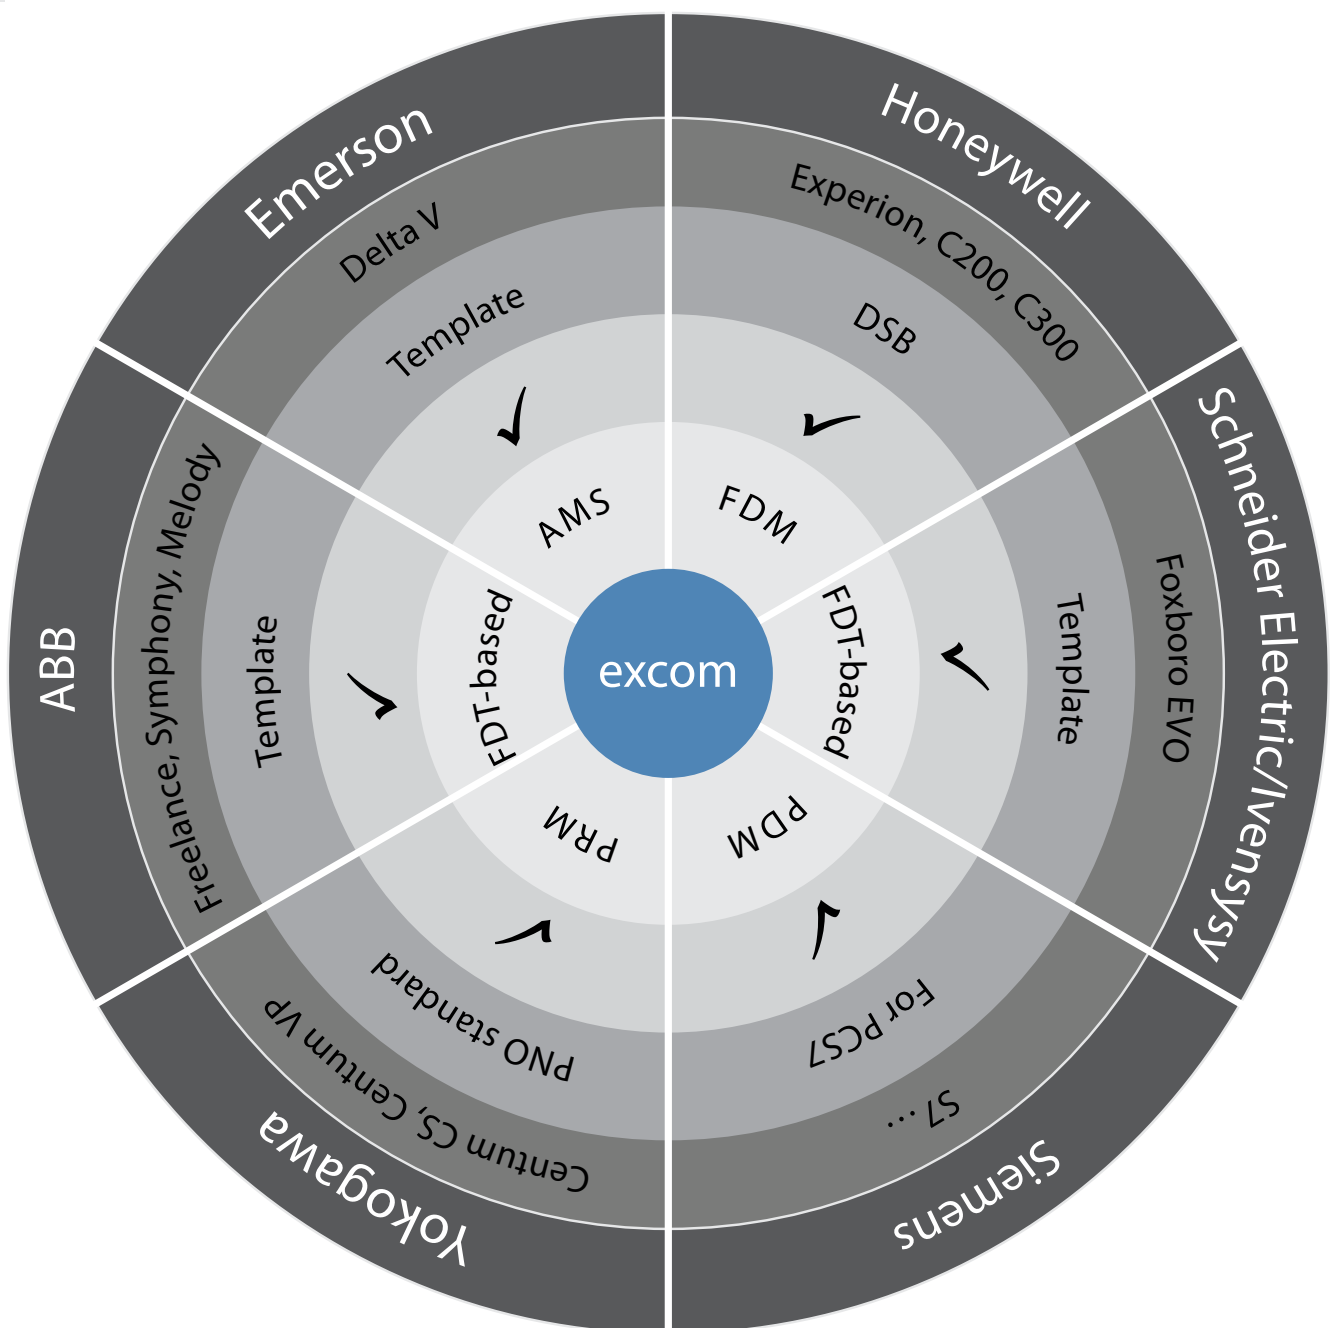 Emerson
Delta V
Template
✓
AMS
Honeywell
Experion, C200, C300
DSB
✓
FDM
Schneider Electric/Ivensysy
Foxboro EVO
Template
✓
FDT-based
Siemens
S7 ...
For PCS7
✓
PDM
Yokogawa
Centum CS, Centum VP
PNO standard
✓
PRM
ABB
Freelance, Symphony, Melody
Template
✓
FDT-based
excom